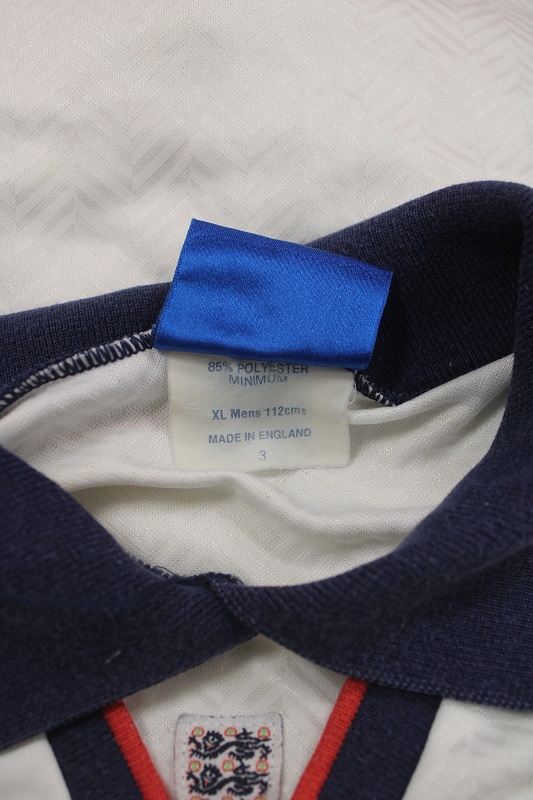 85% POLYESTER
MINIMUM
XL Mens 112cms
MADE IN ENGLAND
3